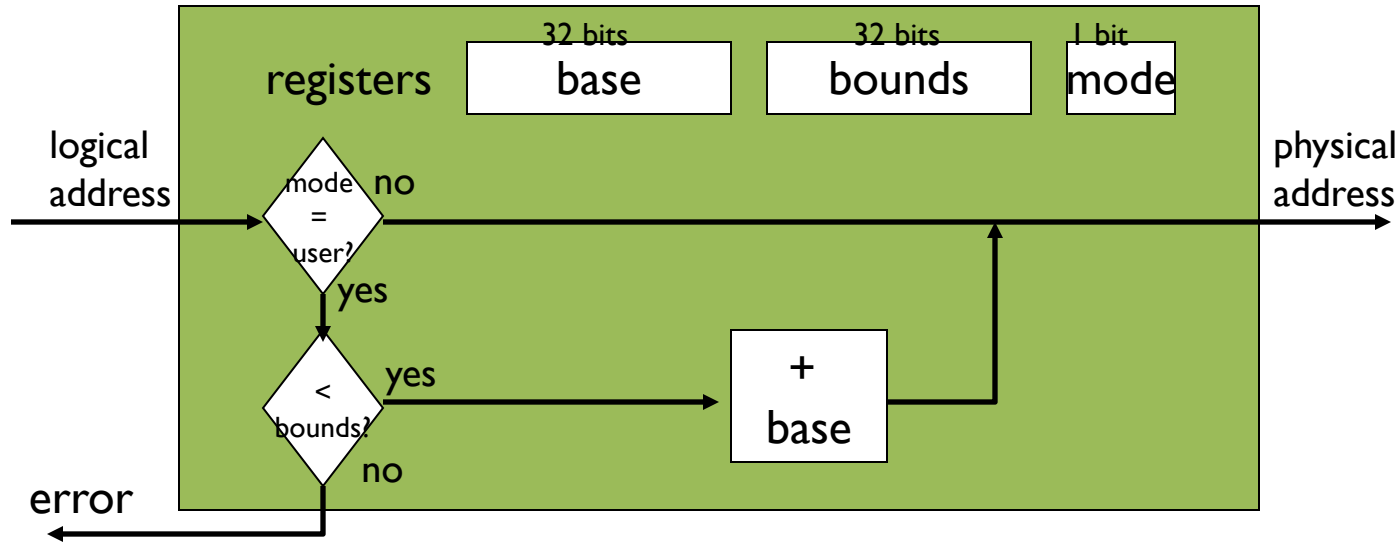 32 bits
32 bits
1 bit
registers
base
bounds
mode
logical
address
physical
address
mode
=
user?
no
yes
<
bounds?
yes
+
base
no
error